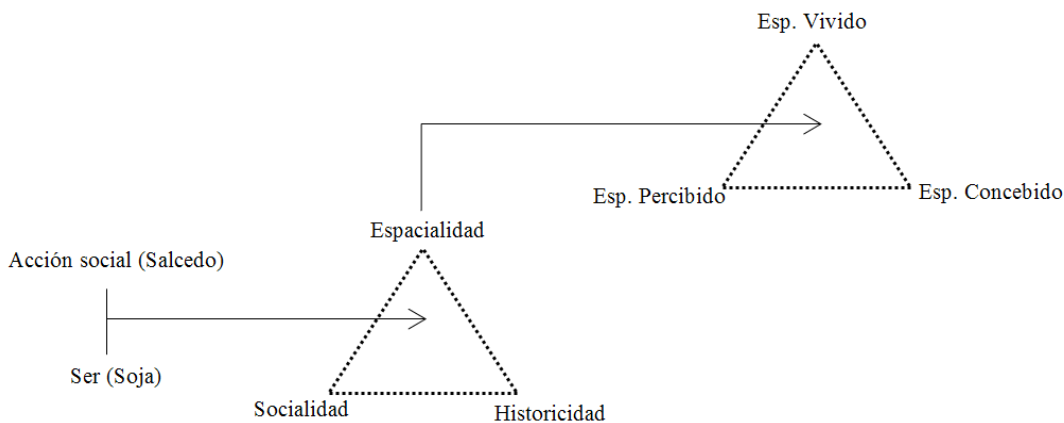 Esp. Vivido
Esp. Percibido
Esp. Concebido
Espacialidad
Acción social (Salcedo)
Ser (Soja)
Socialidad
Historicidad